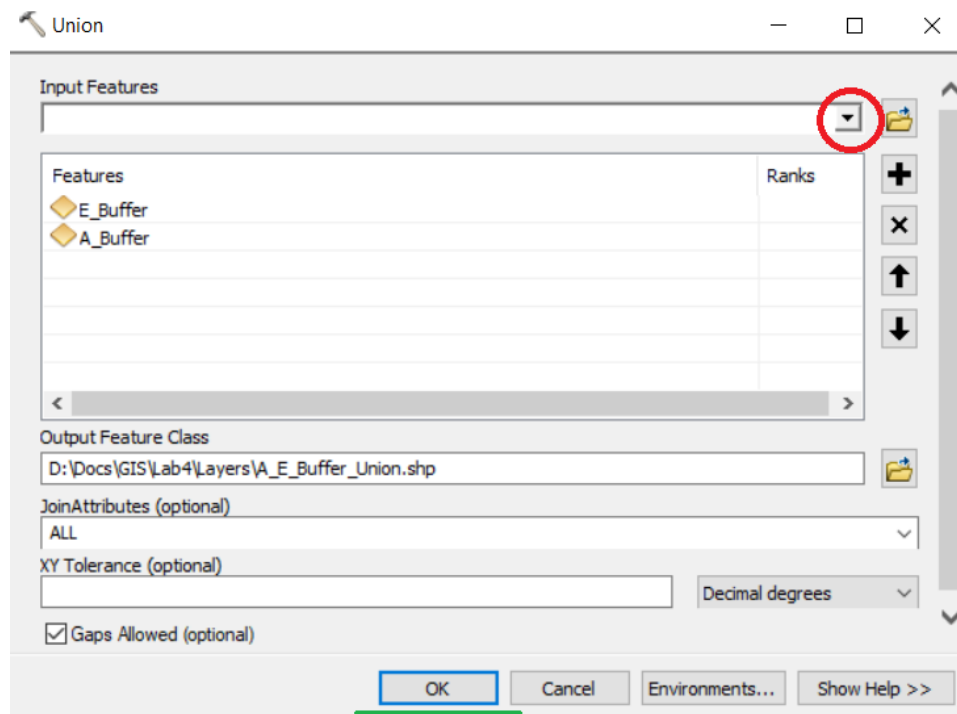 Union
Input Features
Features Ranks
E_Buffer
A_Buffer
Output Feature Class
D:\Docs\GIS\Lab4\Layers\A_E_Buffer_Union.shp
JoinAttributes (optional)
ALL
XY Tolerance (optional)
Decimal degrees
Gaps Allowed (optional)
OK Cancel Environments... Show Help >>